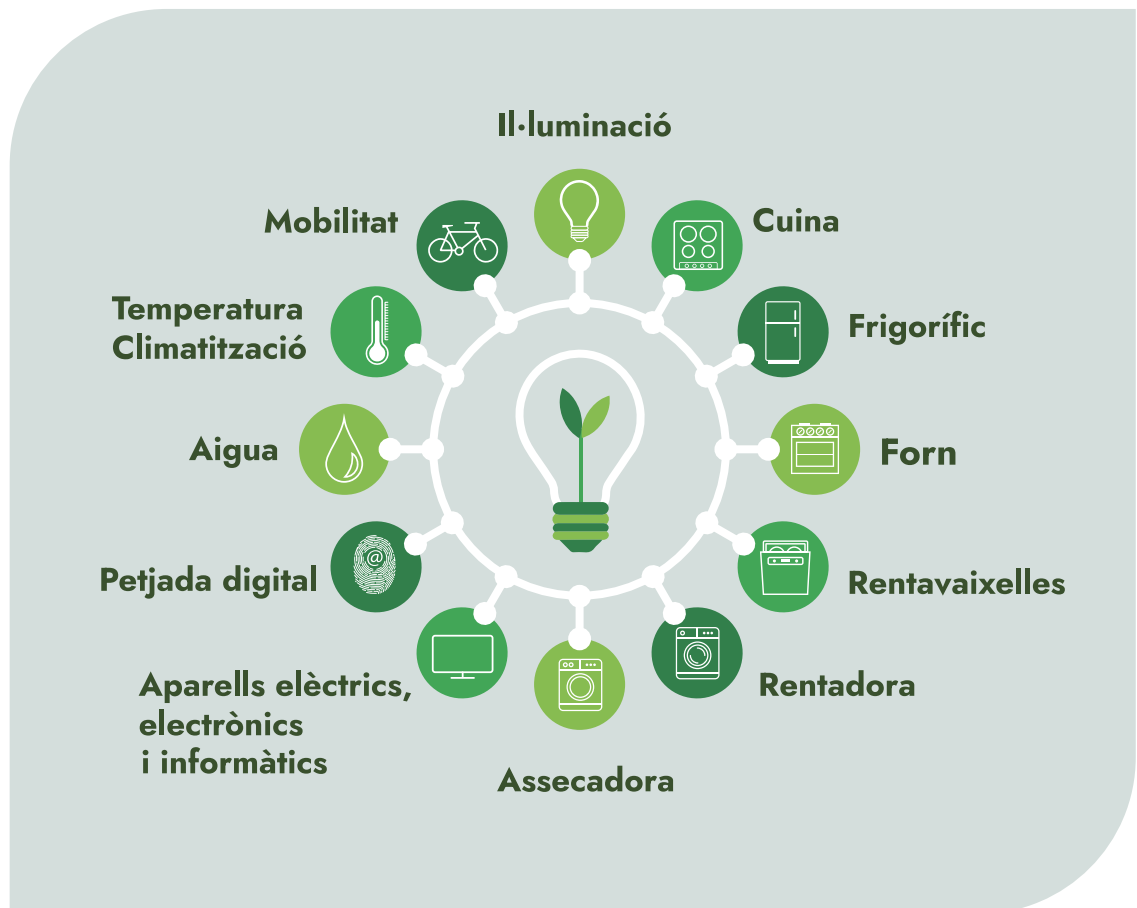 Il·luminació
Cuina
Frigorífic
Forn
Rentavaixelles
Rentadora
Assecadora
Aparells elèctrics,
electrònics
i informàtics
Petjada digital
@
Aigua
Temperatura
Climatització
Mobilitat